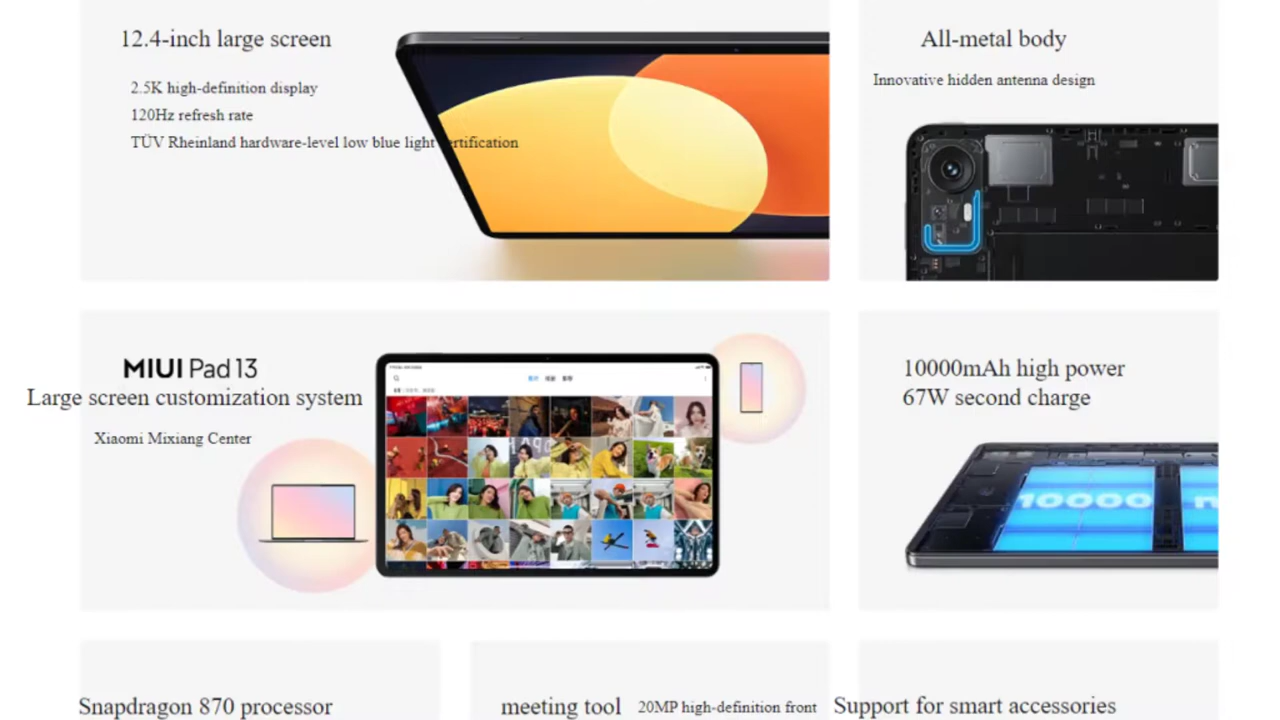 12.4-inch large screen
2.5K high-definition display
120Hz refresh rate
TÜV Rheinland hardware-level low blue light certification
All-metal body
Innovative hidden antenna design
MIUI Pad 13
Large screen customization system
Xiaomi Mixiang Center
10000mAh high power
67W second charge
10000
Snapdragon 870 processor
meeting tool
20MP high-definition front
Support for smart accessories